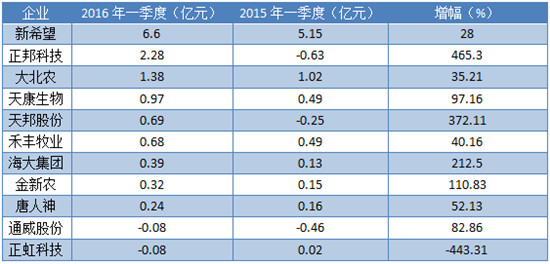 企业 2016 年一季度（亿元） 2015 年一季度（亿元） 增幅（%）
新希望 6.6 5.15 28
正邦科技 2.28 -0.63 465.3
大北农 1.38 1.02 35.21
天康生物 0.97 0.49 97.16
天邦股份 0.69 -0.25 372.11
禾丰牧业 0.68 0.49 40.16
海大集团 0.39 0.13 212.5
金新农 0.32 0.15 110.83
唐人神 0.24 0.16 52.13
通威股份 -0.08 -0.46 82.86
正虹科技 -0.08 0.02 -443.31